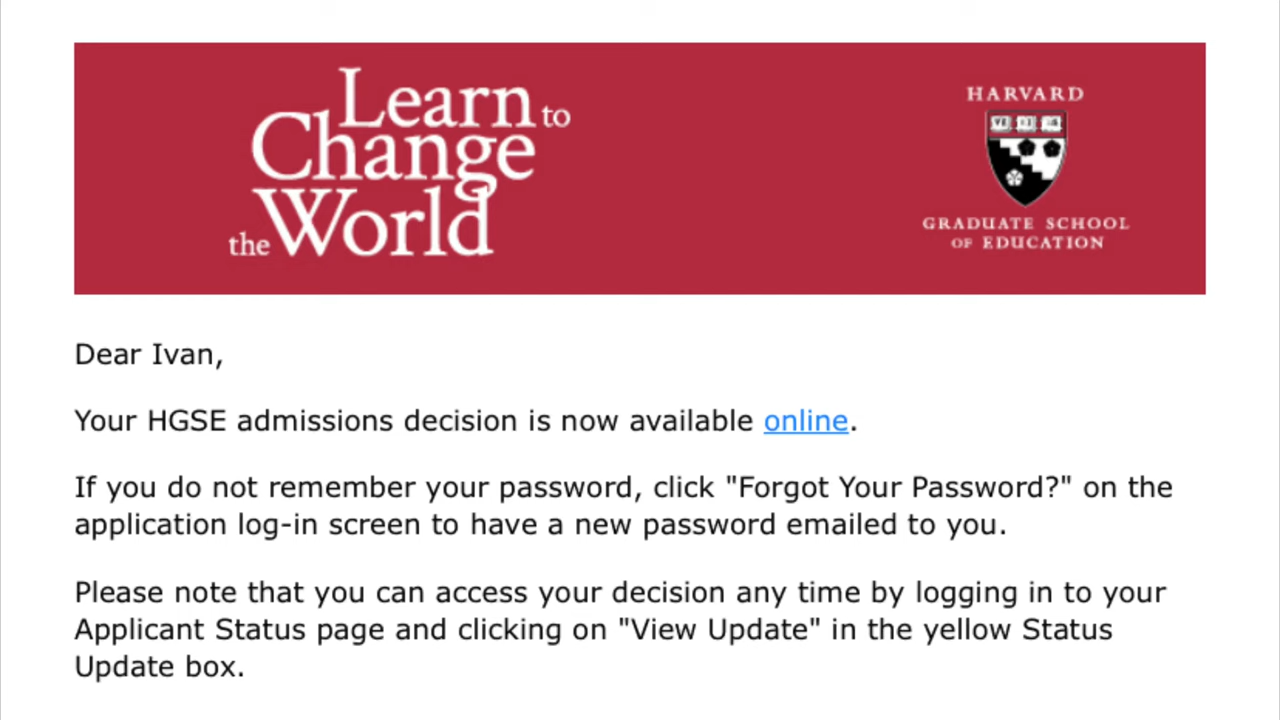 Learn to
Change
the World
HARVARD
GRADUATE SCHOOL
OF EDUCATION
Dear Ivan,
Your HGSE admissions decision is now available online.
If you do not remember your password, click "Forgot Your Password?" on the
application log-in screen to have a new password emailed to you.
Please note that you can access your decision any time by logging in to your
Applicant Status page and clicking on "View Update" in the yellow Status
Update box.